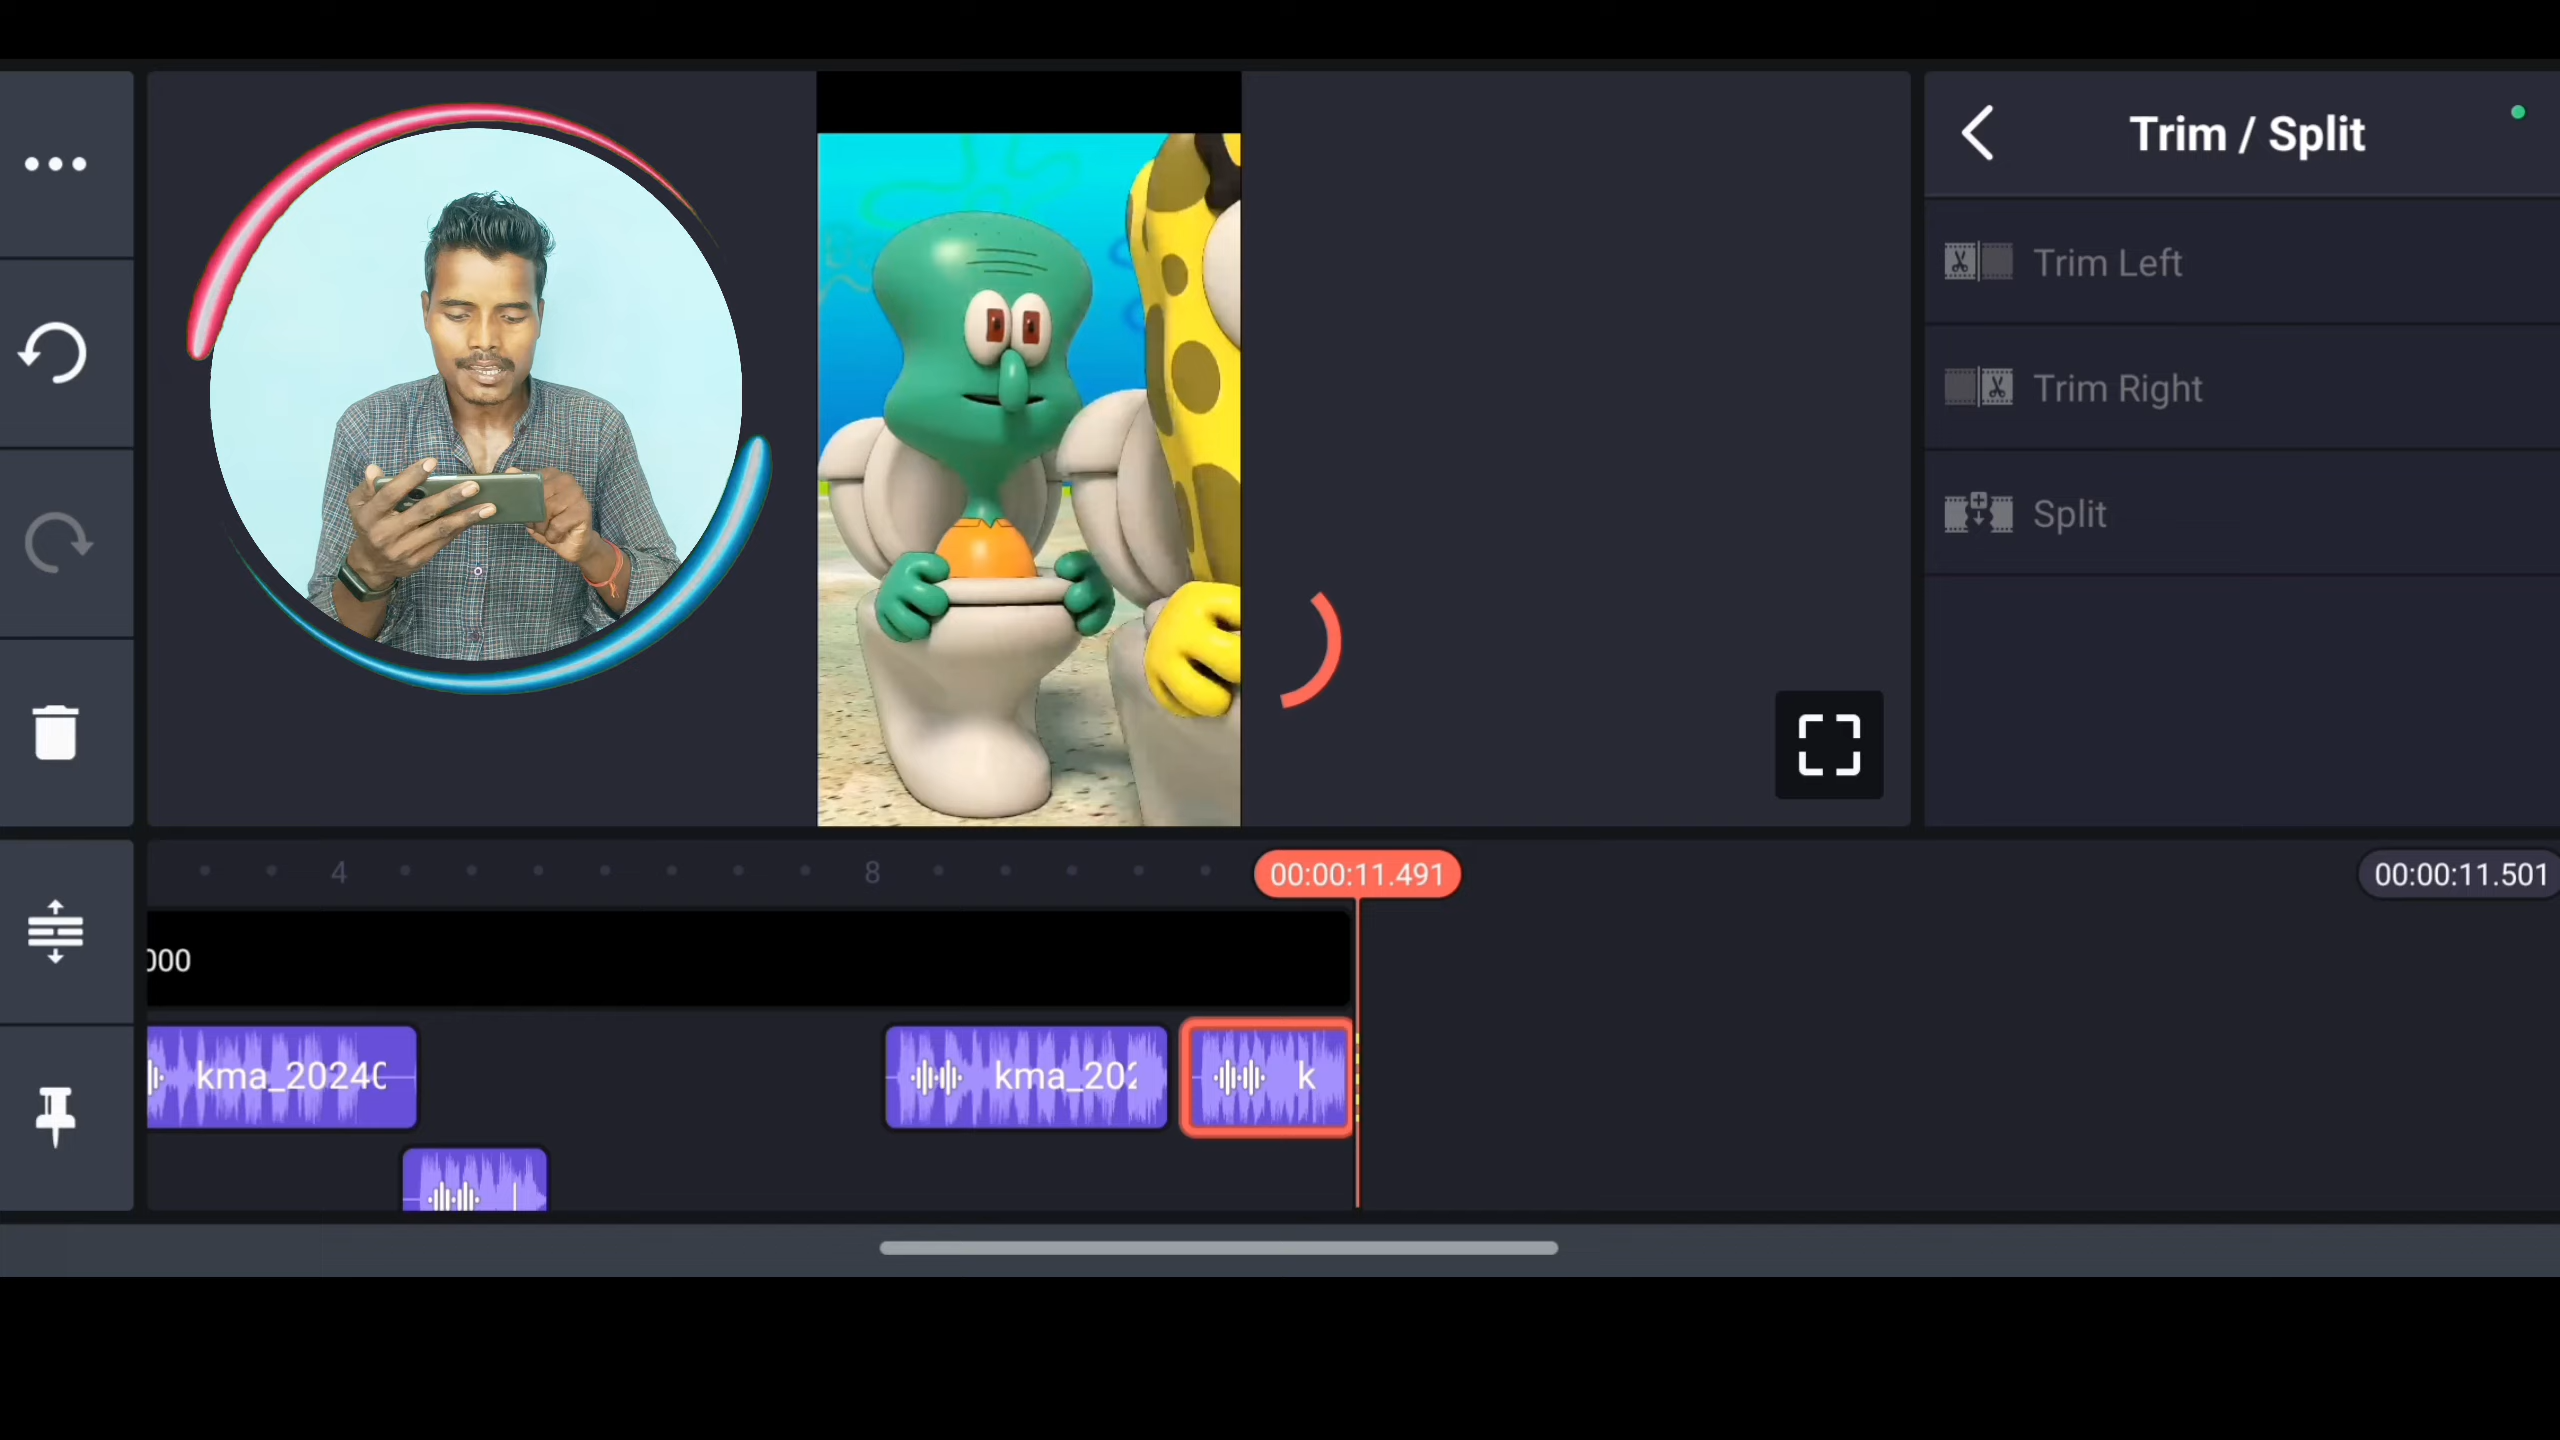 Trim / Split
Trim Left
Trim Right
Split
4
8
00:00:11.491
00:00:11.501
000
kma_2024
kma_202
k